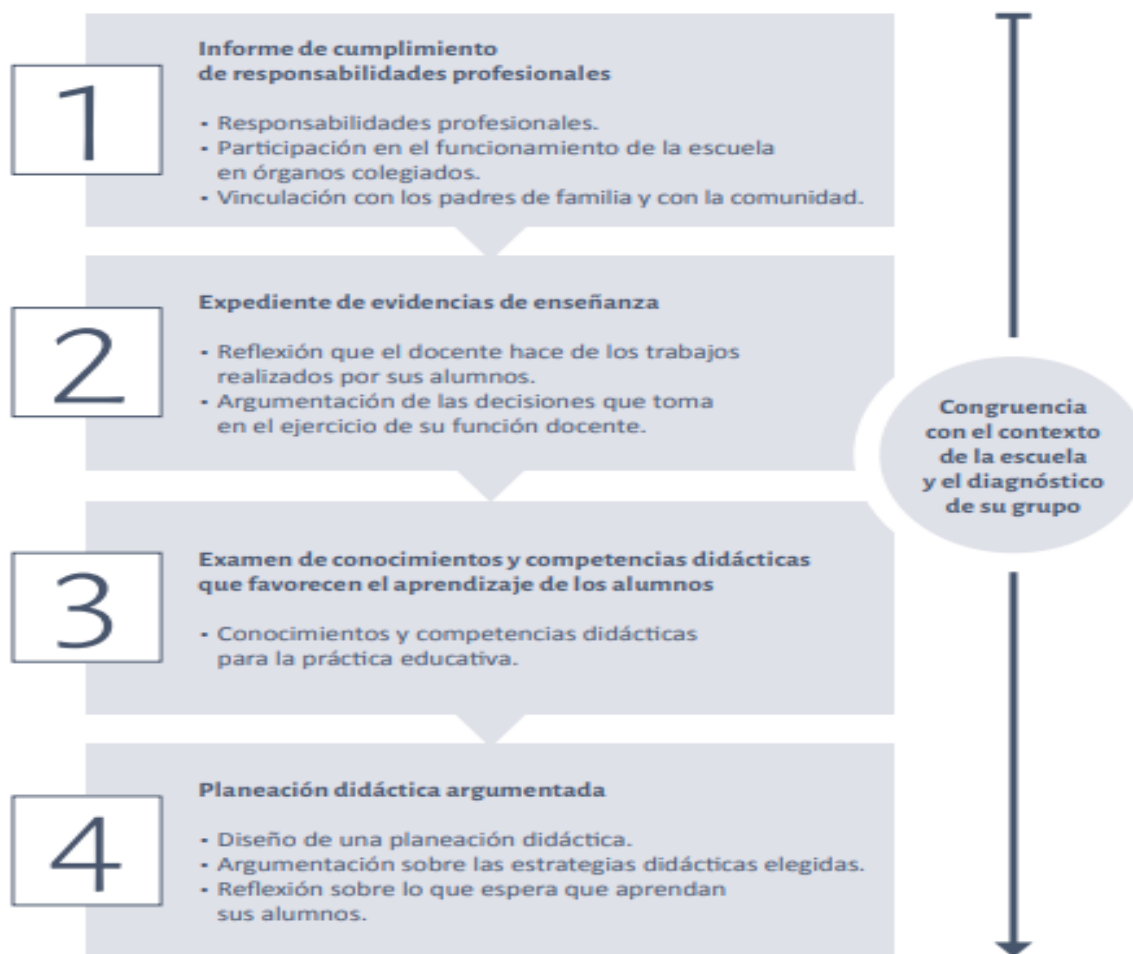 1
Informe de cumplimiento
de responsabilidades profesionales
- Responsabilidades profesionales.
- Participación en el funcionamiento de la escuela
en órganos colegiados.
- Vinculación con los padres de familia y con la comunidad.
2
Expediente de evidencias de enseñanza
- Reflexión que el docente hace de los trabajos
realizados por sus alumnos.
- Argumentación de las decisiones que toma
en el ejercicio de su función docente.
3
Examen de conocimientos y competencias didácticas
que favorecen el aprendizaje de los alumnos
- Conocimientos y competencias didácticas
para la práctica educativa.
4
Planeación didáctica argumentada
- Diseño de una planeación didáctica.
- Argumentación sobre las estrategias didácticas elegidas.
- Reflexión sobre lo que espera que aprendan
sus alumnos.
Congruencia
con el contexto
de la escuela
y el diagnóstico
de su grupo